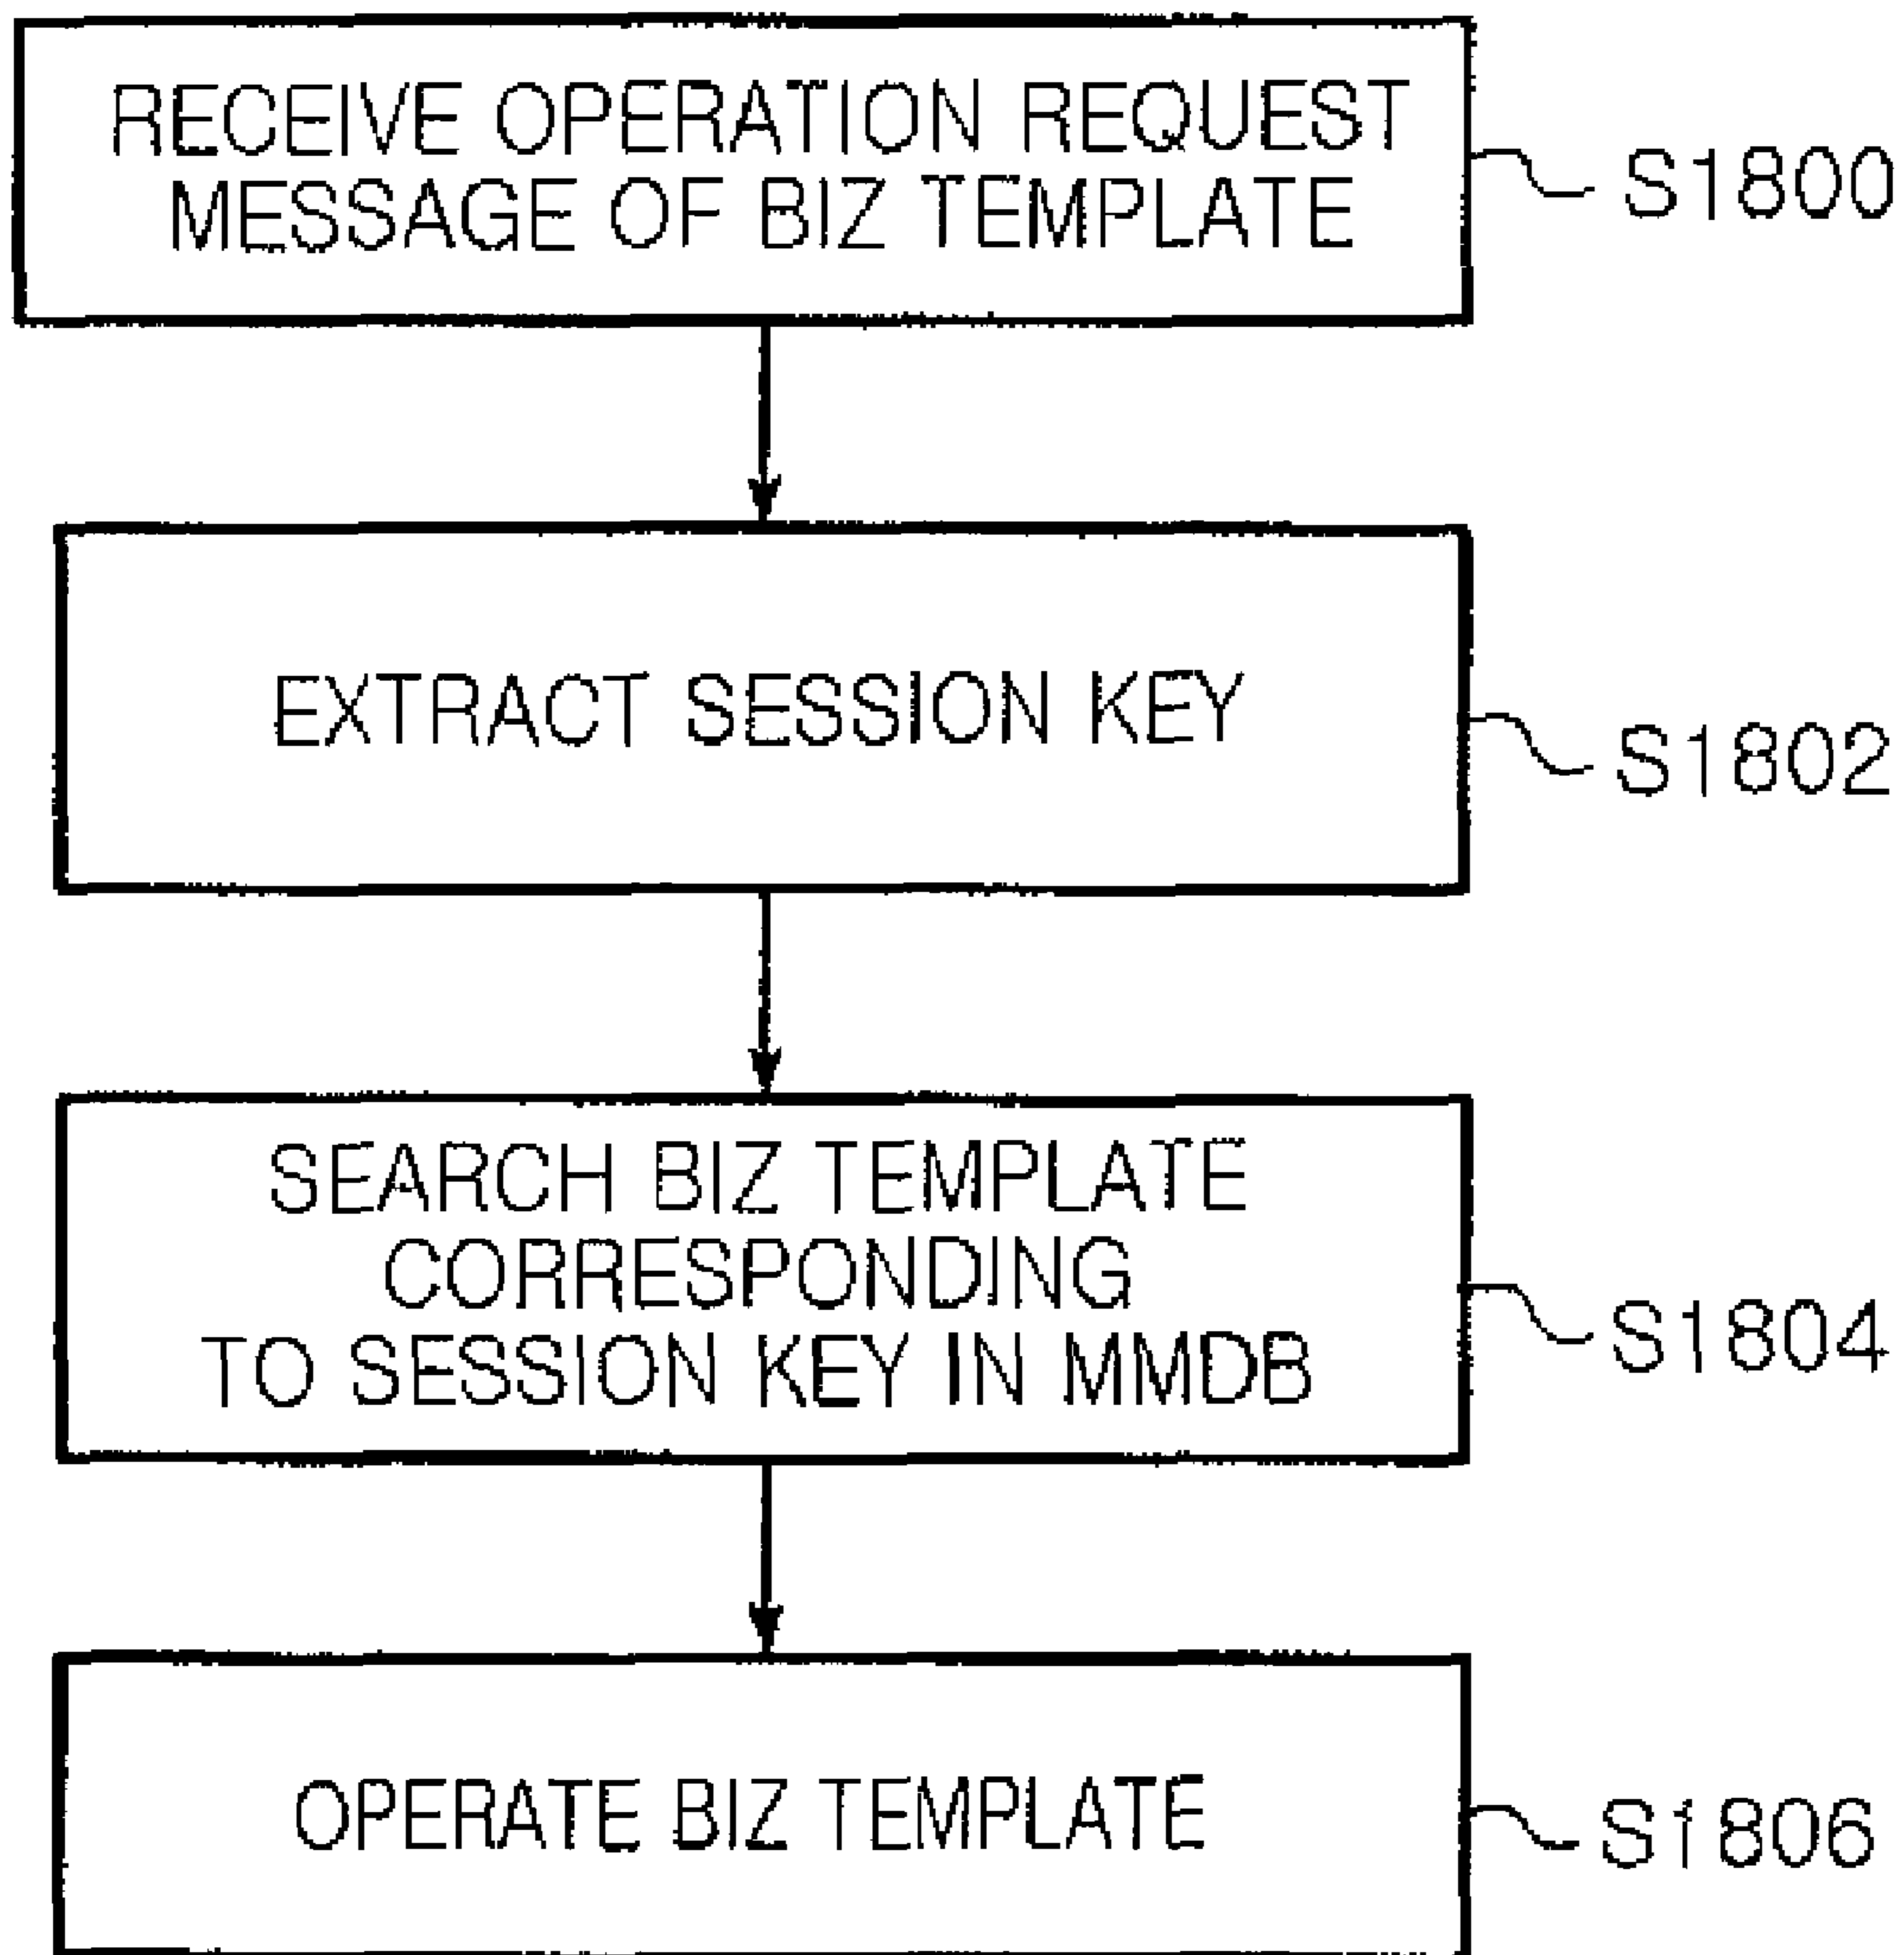 RECEIVE OPERATION REQUEST
MESSAGE OF BIZ TEMPLATE
S1800
EXTRACT SESSION KEY
S1802
SEARCH BIZ TEMPLATE
CORRESPONDING
TO SESSION KEY IN MMDB
S1804
OPERATE BIZ TEMPLATE
S1806